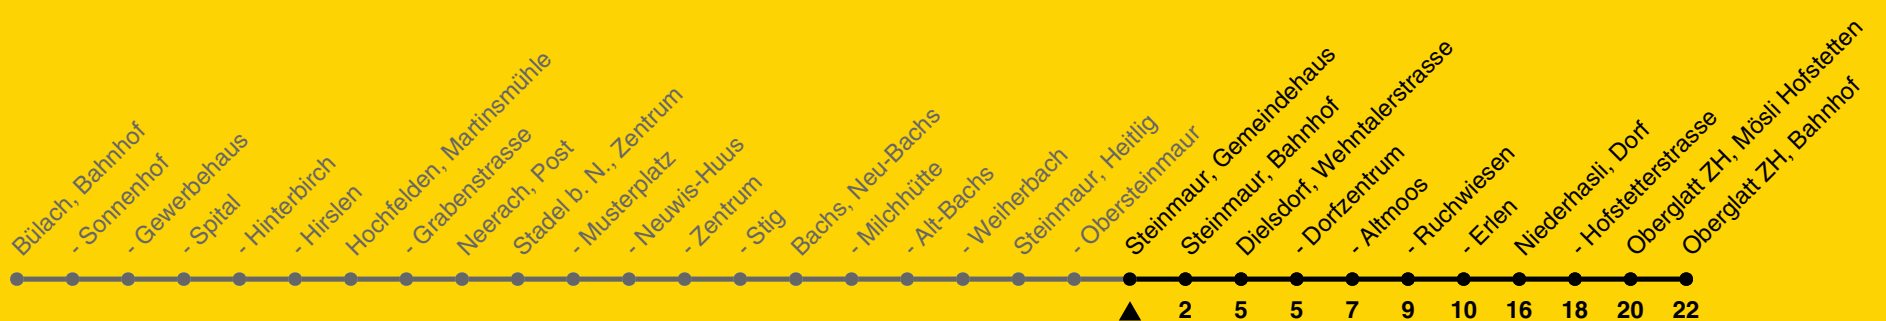 Bülach, Bahnhof
- Sonnenhof
- Gewerbehaus
- Spital
- Hinterbirch
- Hirslen
Hochfelden, Martinsmühle
- Grabenstrasse
Neerach, Post
Stadel b. N., Zentrum
- Musterplatz
- Neuwis-Huus
- Zentrum
- Stig
Bachs, Neu-Bachs
- Milchhütte
- Alt-Bachs
- Weiherbach
Steinmaur, Heitlig
- Obersteinmaur
Steinmaur, Gemeindehaus
Steinmaur, Bahnhof
Dielsdorf, Wehntalerstrasse
- Dorfzentrum
- Altmoos
- Ruchwiesen
- Erlen
Niederhasli, Dorf
- Hofstetterstrasse
Oberglatt ZH, Mösli Hofstetten
Oberglatt ZH, Bahnhof
2 5 5 7 9 10 16 18 20 22